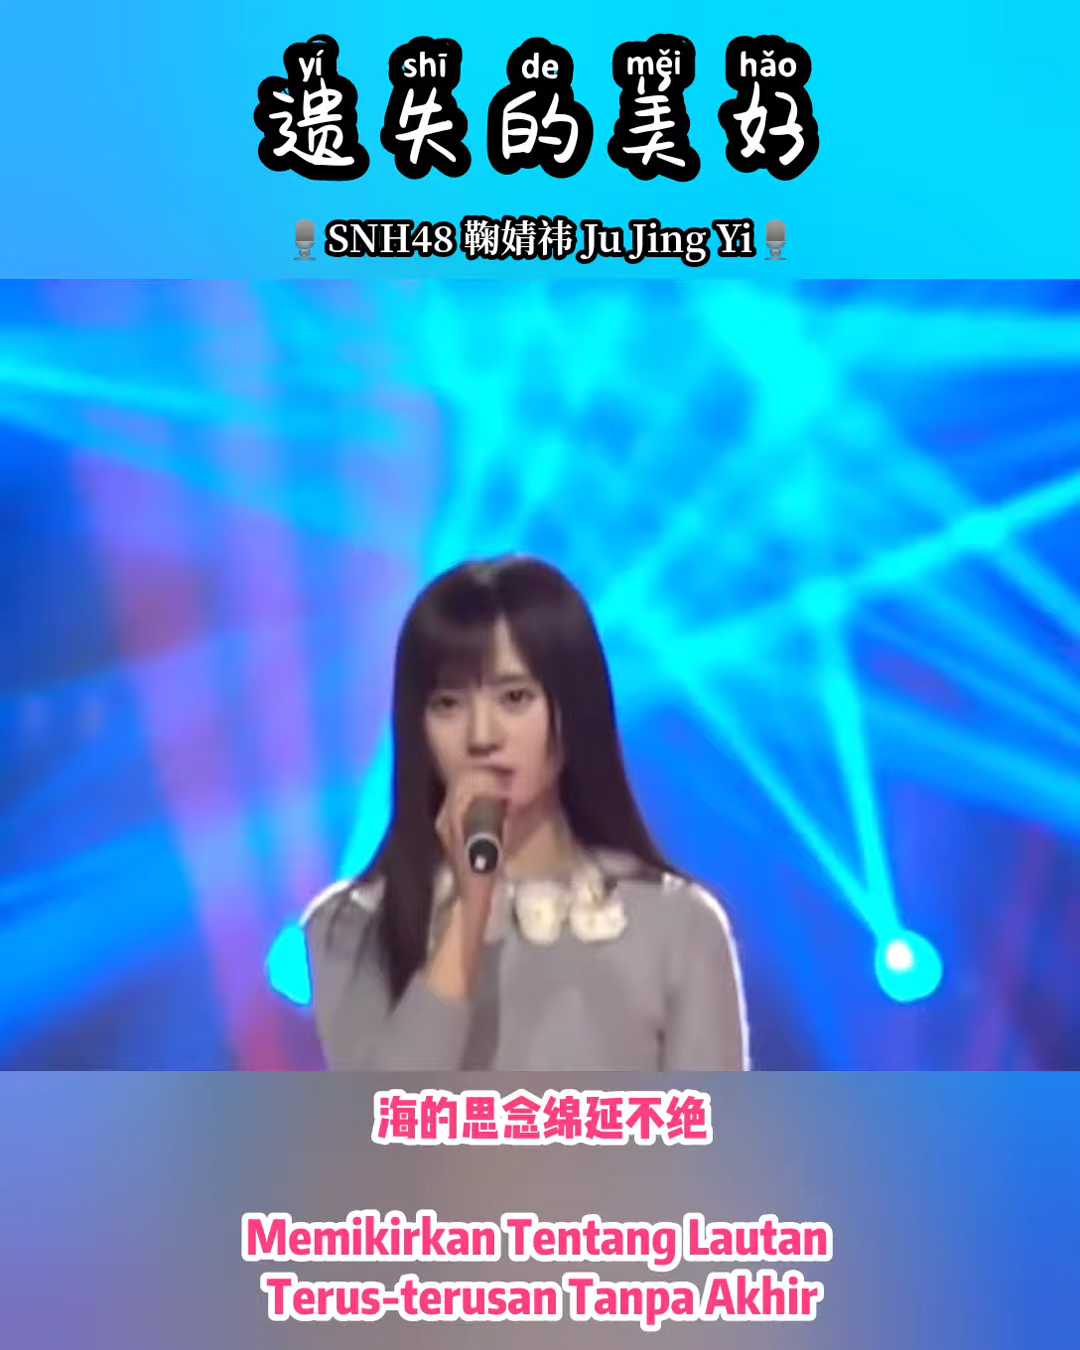 yí shī de měi hǎo
遗失的美好
SNH48 鞠婧祎 Ju Jing Yi
海的思念绵延不绝
Memikirkan Tentang Lautan
Terus-terusan Tanpa Akhir